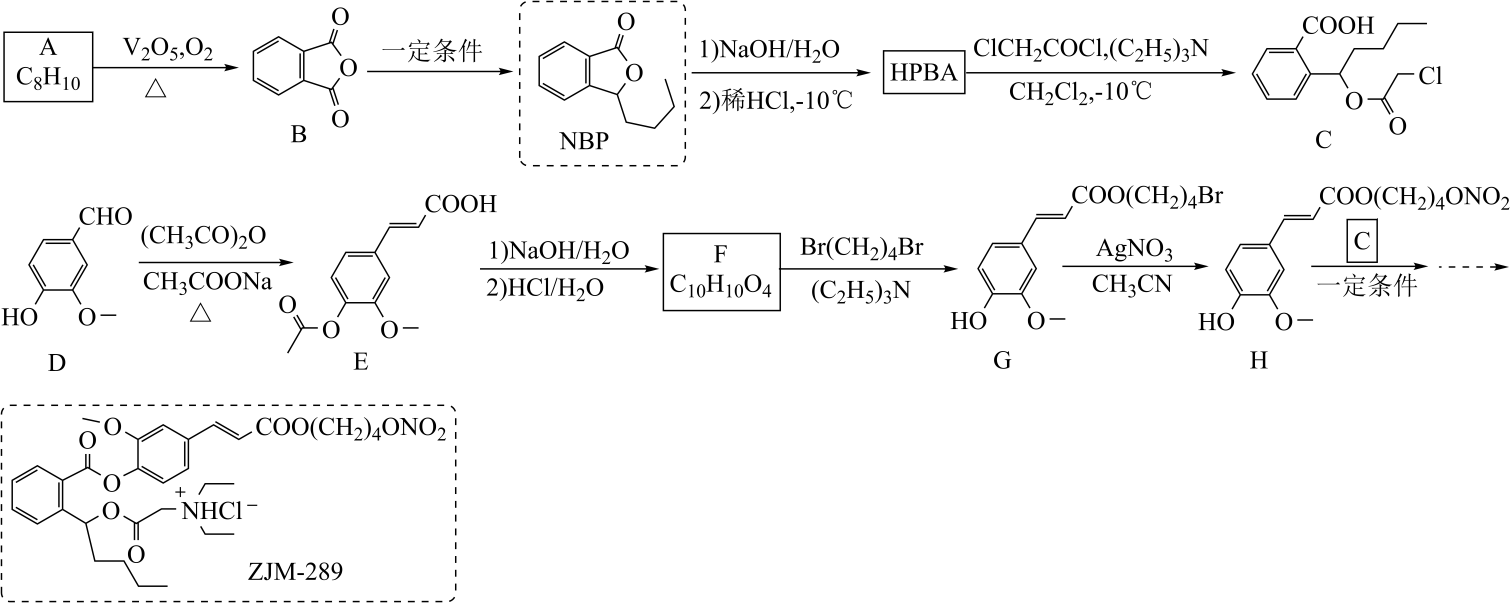 A
C₈H₁₀
V₂O₅,O₂
△
O
O
O
B
一定条件
O
O
NBP
1)NaOH/H₂O
2)稀HCl,-10℃
HPBA
ClCH₂COCl,(C₂H₅)₃N
CH₂Cl₂,-10℃
COOH
Cl
O
O
C
CHO
HO
O
D
(CH₃CO)₂O
CH₃COONa
△
COOH
O
O
O
E
1)NaOH/H₂O
2)HCl/H₂O
F
C₁₀H₁₀O₄
Br(CH₂)₄Br
(C₂H₅)₃N
COO(CH₂)₄Br
HO
O
G
AgNO₃
CH₃CN
COO(CH₂)₄ONO₂
HO
O
H
C
一定条件
O
COO(CH₂)₄ONO₂
O
O
O
+
NHCl⁻
O
ZJM-289